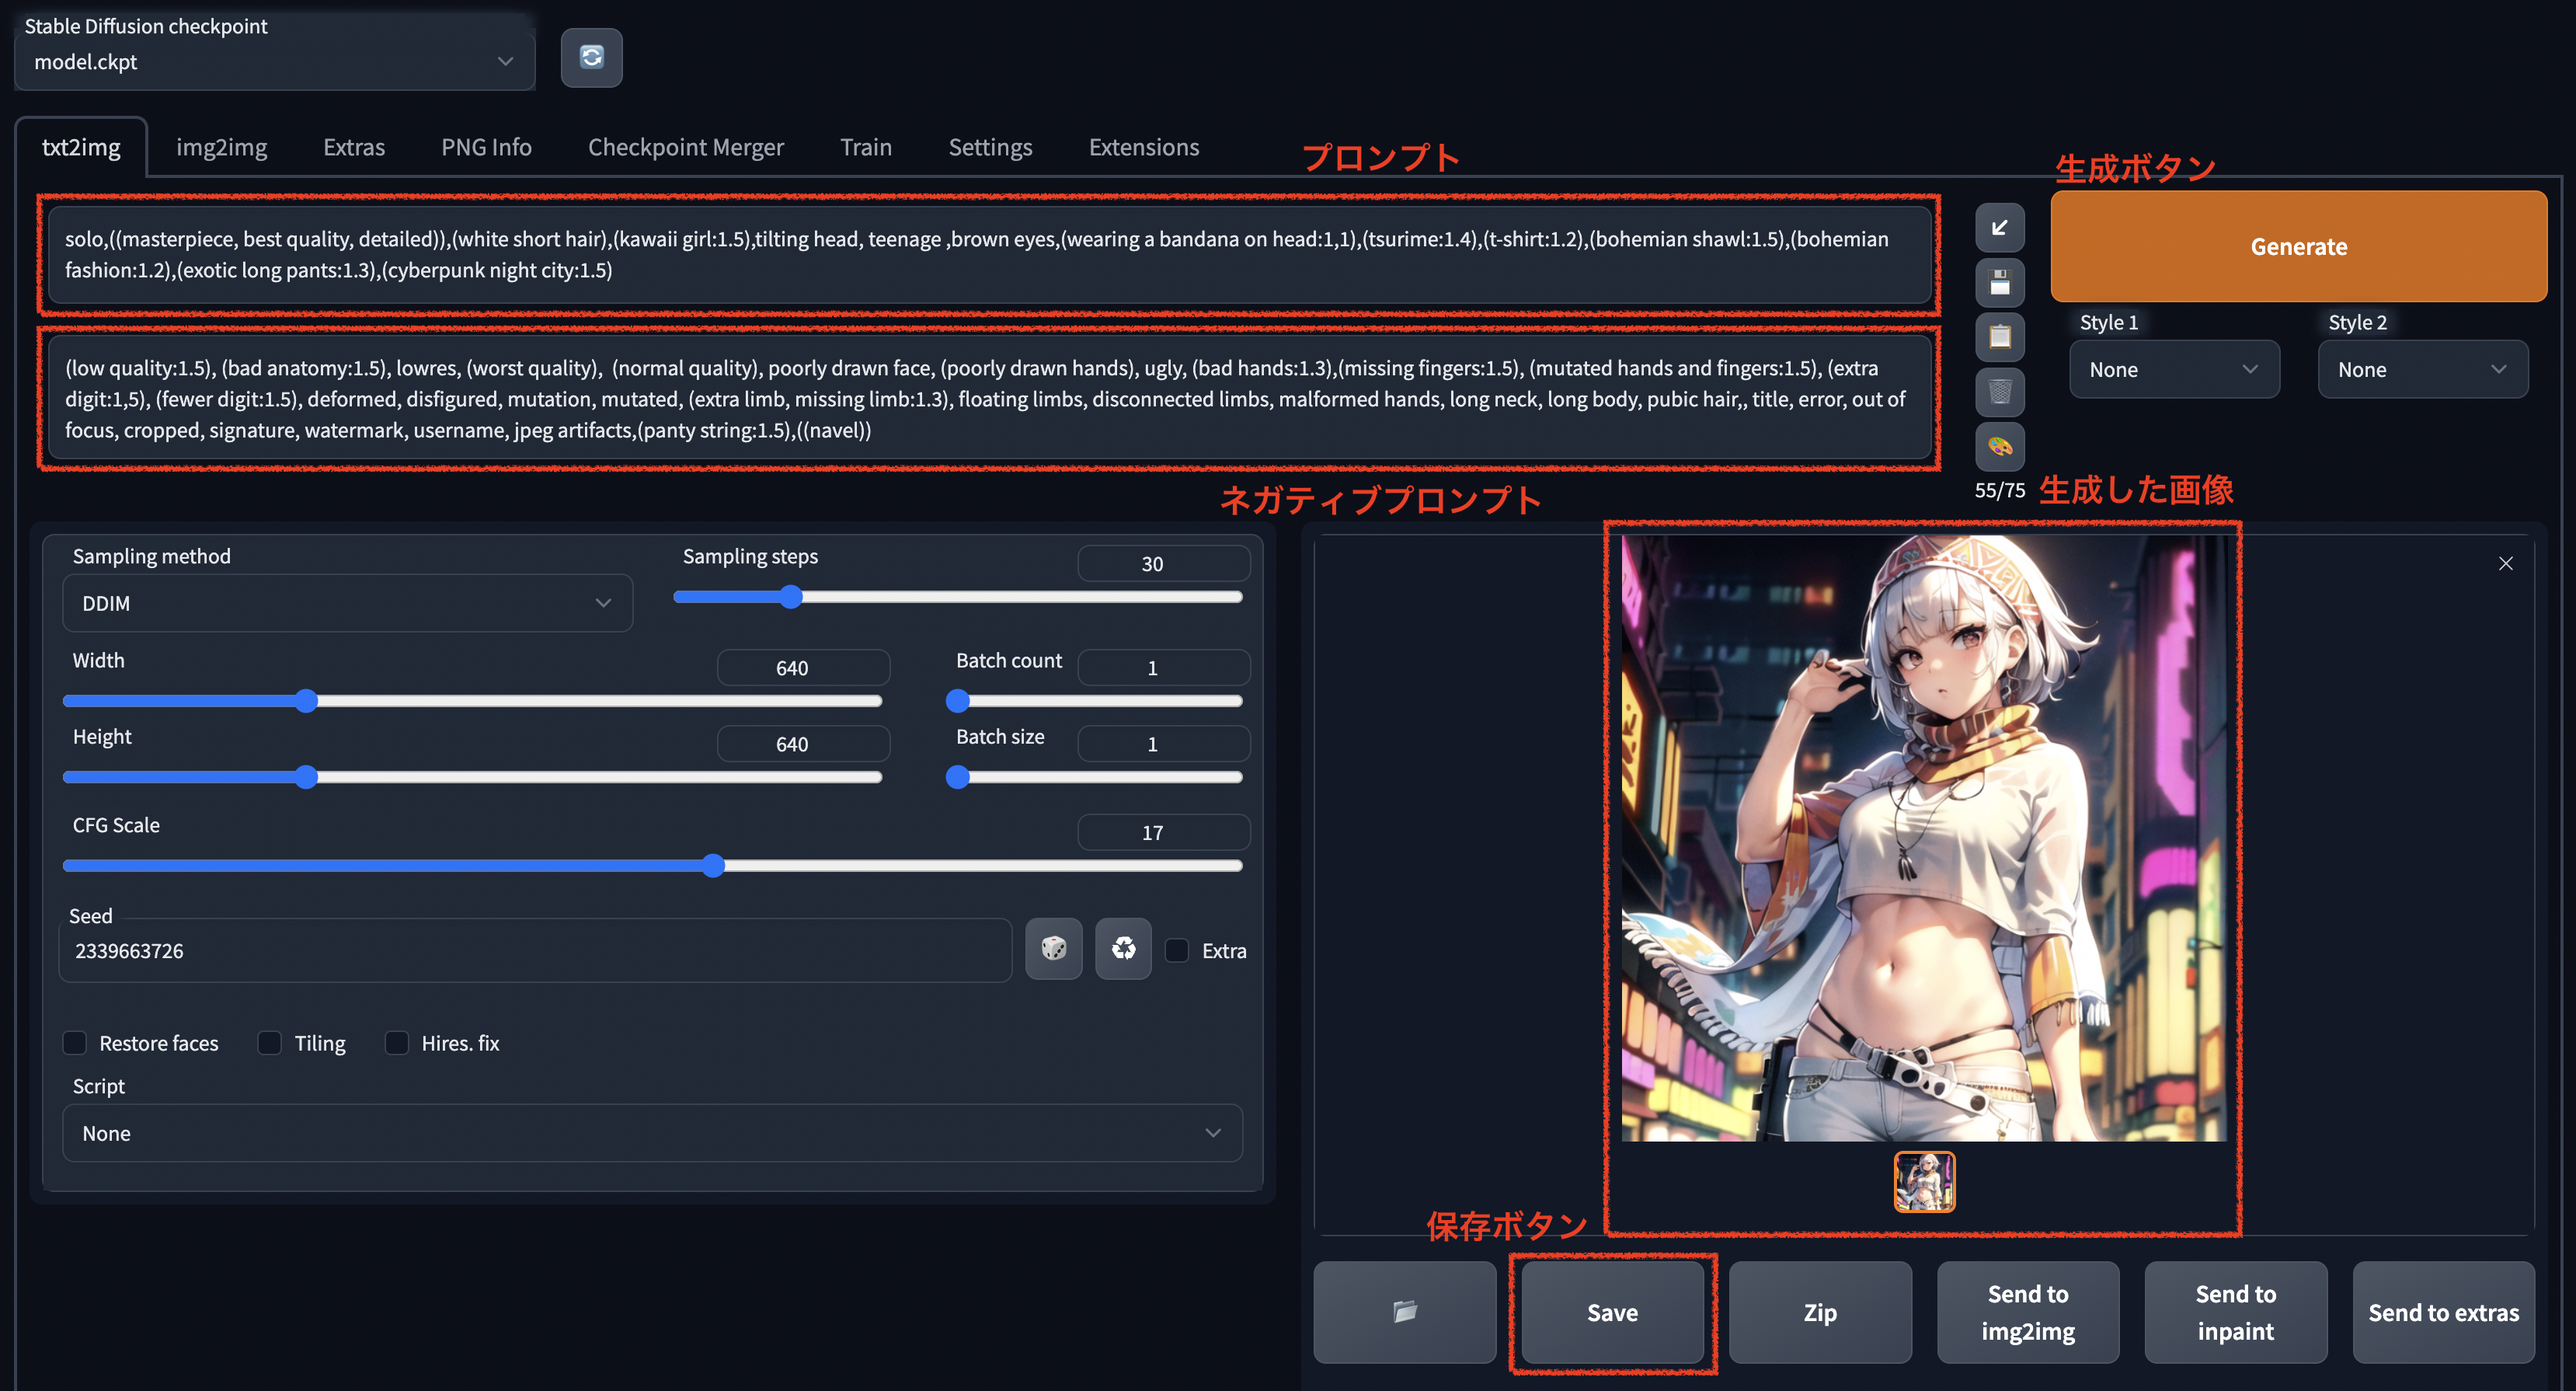 Stable Diffusion checkpoint
model.ckpt
txt2img
img2img
Extras
PNG Info
Checkpoint Merger
Train
Settings
Extensions
プロンプト
生成ボタン
solo,((masterpiece, best quality, detailed)),(white short hair),(kawaii girl:1.5),tilting head, teenage ,brown eyes,(wearing a bandana on head:1,1),(tsurime:1.4),(t-shirt:1.2),(bohemian shawl:1.5),(bohemian
fashion:1.2),(exotic long pants:1.3),(cyberpunk night city:1.5)
Generate
Style 1
Style 2
None
None
(low quality:1.5), (bad anatomy:1.5), lowres, (worst quality),  (normal quality), poorly drawn face, (poorly drawn hands), ugly, (bad hands:1.3),(missing fingers:1.5), (mutated hands and fingers:1.5), (extra
digit:1,5), (fewer digit:1.5), deformed, disfigured, mutation, mutated, (extra limb, missing limb:1.3), floating limbs, disconnected limbs, malformed hands, long neck, long body, pubic hair,, title, error, out of
focus, cropped, signature, watermark, username, jpeg artifacts,(panty string:1.5),((navel))
ネガティブプロンプト
55/75
生成した画像
Sampling method
DDIM
Sampling steps
30
Width
640
Batch count
1
Height
640
Batch size
1
CFG Scale
17
Seed
2339663726
Extra
Restore faces
Tiling
Hires. fix
Script
None
保存ボタン
Save
Zip
Send to
img2img
Send to
inpaint
Send to extras